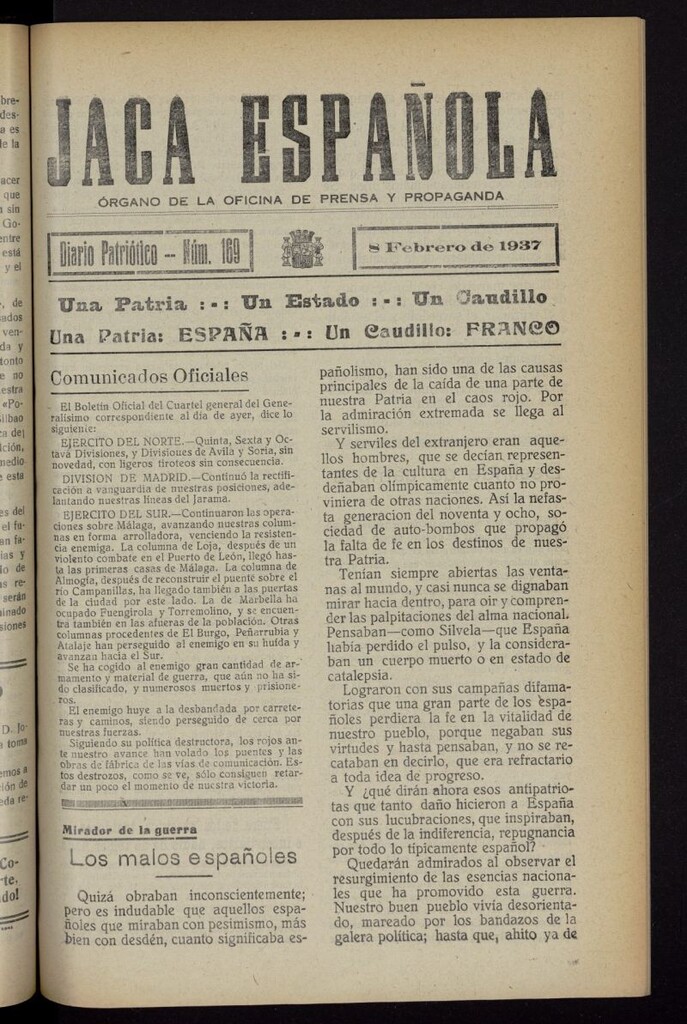 JACA ESPAÑOLA
ÓRGANO DE LA OFICINA DE PRENSA Y PROPAGANDA
Diario Patriótico -- Núm. 169
8 Febrero de 1937
Una Patria :-: Un Estado :-: Un Caudillo
Una Patria: ESPAÑA :-: Un Caudillo: FRANCO
Comunicados Oficiales
El Boletín Oficial del Cuartel general del Gene-
ralísimo correspondiente al día de ayer, dice lo
siguiente:
EJERCITO DEL NORTE.—Quinta, Sexta y Oc-
tava Divisiones, y Divisiones de Avila y Soria, sin
novedad, con ligeros tiroteos sin consecuencia.
DIVISION DE MADRID.—Continuó la rectifi-
cación a vanguardia de nuestras posiciones, ade-
lantando nuestras líneas del Jarama.
EJERCITO DEL SUR.—Continuaron las opera-
ciones sobre Málaga, avanzando nuestras colum-
nas en forma arrolladora, venciendo la resisten-
cia enemiga. La columna de Loja, después de un
violento combate en el Puerto de León, llegó has-
ta las primeras casas de Málaga. La columna de
Almogía, después de reconstruir el puente sobre el
río Campanillas, ha llegado también a las puertas
de la ciudad por este lado. La de Marbella ha
ocupado Fuengirola y Torremolino, y se encuen-
tra también en las afueras de la población. Otras
columnas procedentes de El Burgo, Peñarrubia y
Atalaje han perseguido al enemigo en su huída y
avanzan hacia el Sur.
Se ha cogido al enemigo gran cantidad de ar-
mamento y material de guerra, que aún no ha si-
do clasificado, y numerosos muertos y prisione-
ros.
El enemigo huye a la desbandada por carrete-
ras y caminos, siendo perseguido de cerca por
nuestras fuerzas.
Siguiendo su política destructora, los rojos an-
te nuestro avance han volado los puentes y las
obras de fábrica de las vías de comunicación. Es-
tos destrozos, como se ve, sólo consiguen retar-
dar un poco el momento de nuestra victoria.
Mirador de la guerra
Los malos españoles
Quizá obraban inconscientemente;
pero es indudable que aquellos espa-
ñoles que miraban con pesimismo, más
bien con desdén, cuanto significaba es-
pañolismo, han sido una de las causas
principales de la caída de una parte de
nuestra Patria en el caos rojo. Por
la admiración extremada se llega al
servilismo.
Y serviles del extranjero eran aque-
llos hombres, que se decían represen-
tantes de la cultura en España y des-
deñaban olímpicamente cuanto no pro-
viniera de otras naciones. Así la nefas-
ta generacion del noventa y ocho, so-
ciedad de auto-bombos que propagó
la falta de fe en los destinos de nues-
tra Patria.
Tenían siempre abiertas las venta-
nas al mundo, y casi nunca se dignaban
mirar hacia dentro, para oir y compren-
der las palpitaciones del alma nacional.
Pensaban—como Silvela—que España
había perdido el pulso, y la considera-
ban un cuerpo muerto o en estado de
catalepsia.
Lograron con sus campañas difama-
torias que una gran parte de los espa-
ñoles perdiera la fe en la vitalidad de
nuestro pueblo, porque negaban sus
virtudes y hasta pensaban, y no se re-
cataban en decirlo, que era refractario
a toda idea de progreso.
Y ¿qué dirán ahora esos antipatrio-
tas que tanto daño hicieron a España
con sus lucubraciones, que inspiraban,
después de la indiferencia, repugnancia
por todo lo típicamente español?
Quedarán admirados al observar el
resurgimiento de las esencias naciona-
les que ha promovido esta guerra.
Nuestro buen pueblo vivía desorienta-
do, mareado por los bandazos de la
galera política; hasta que, ahito ya de